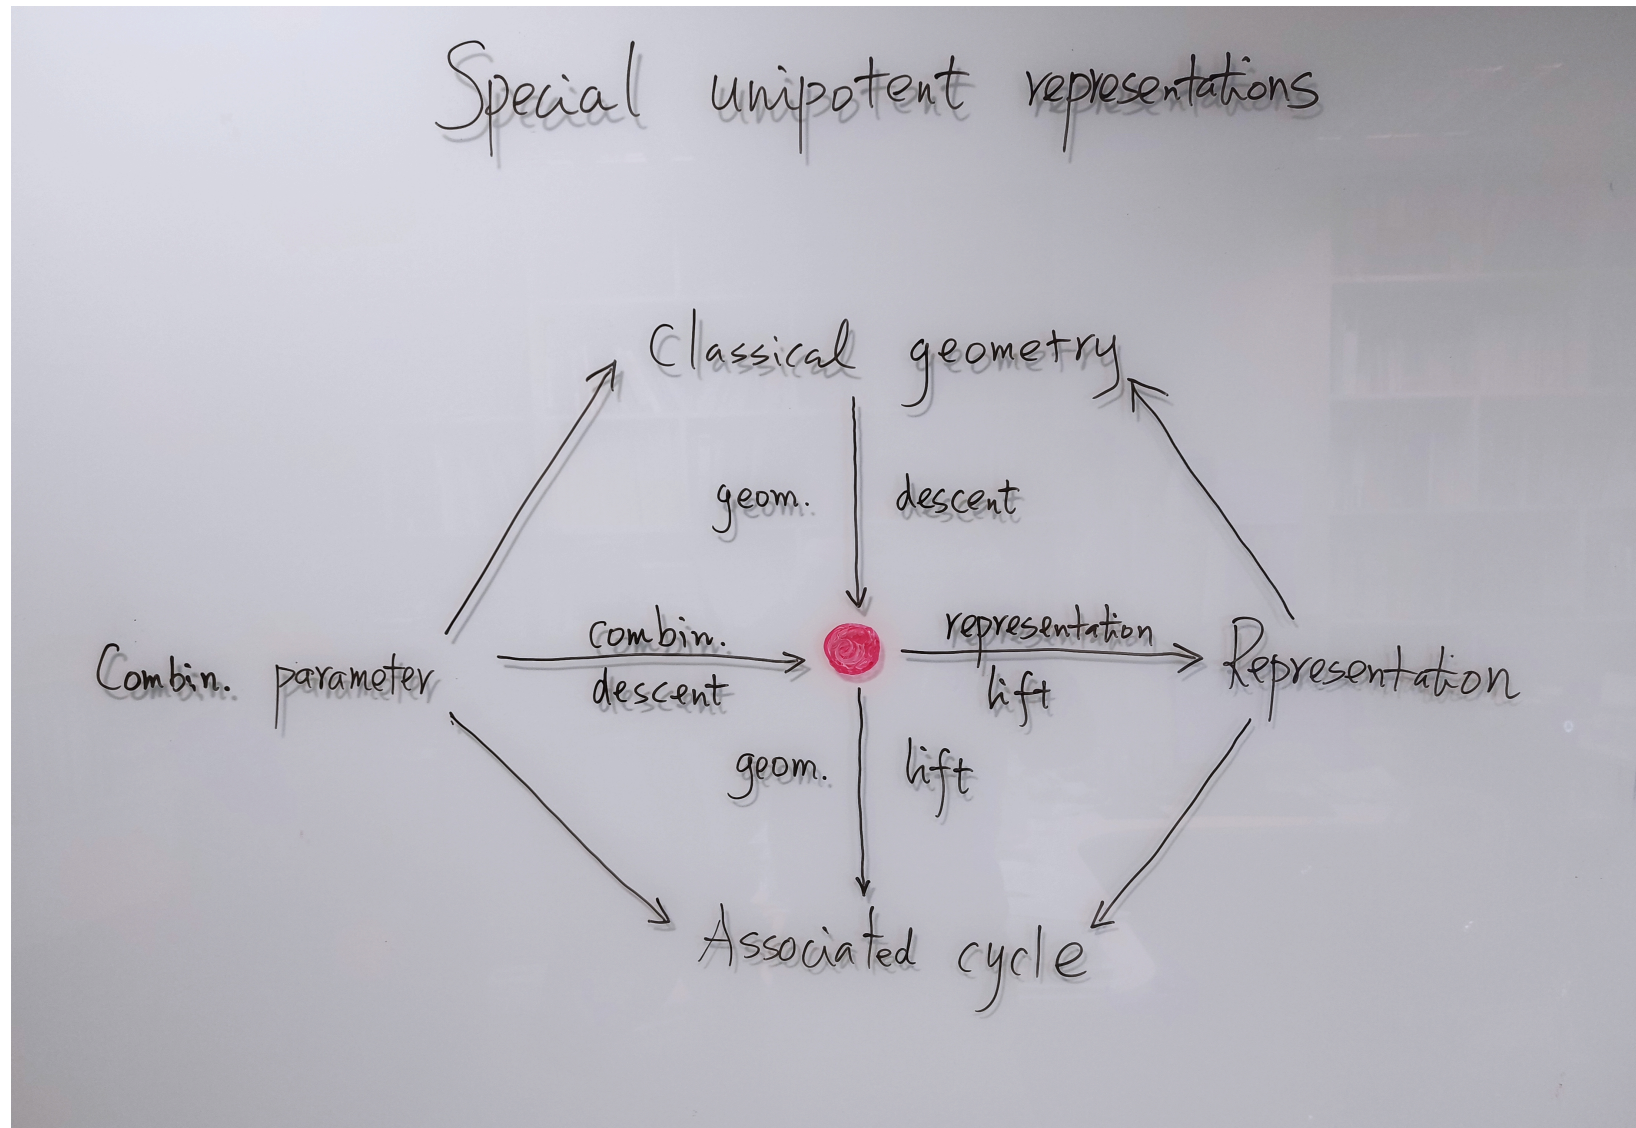 Special unipotent representations
Classical geometry
geom. descent
combin. representation
Combin. parameter descent lift Representation
geom. lift
Associated cycle